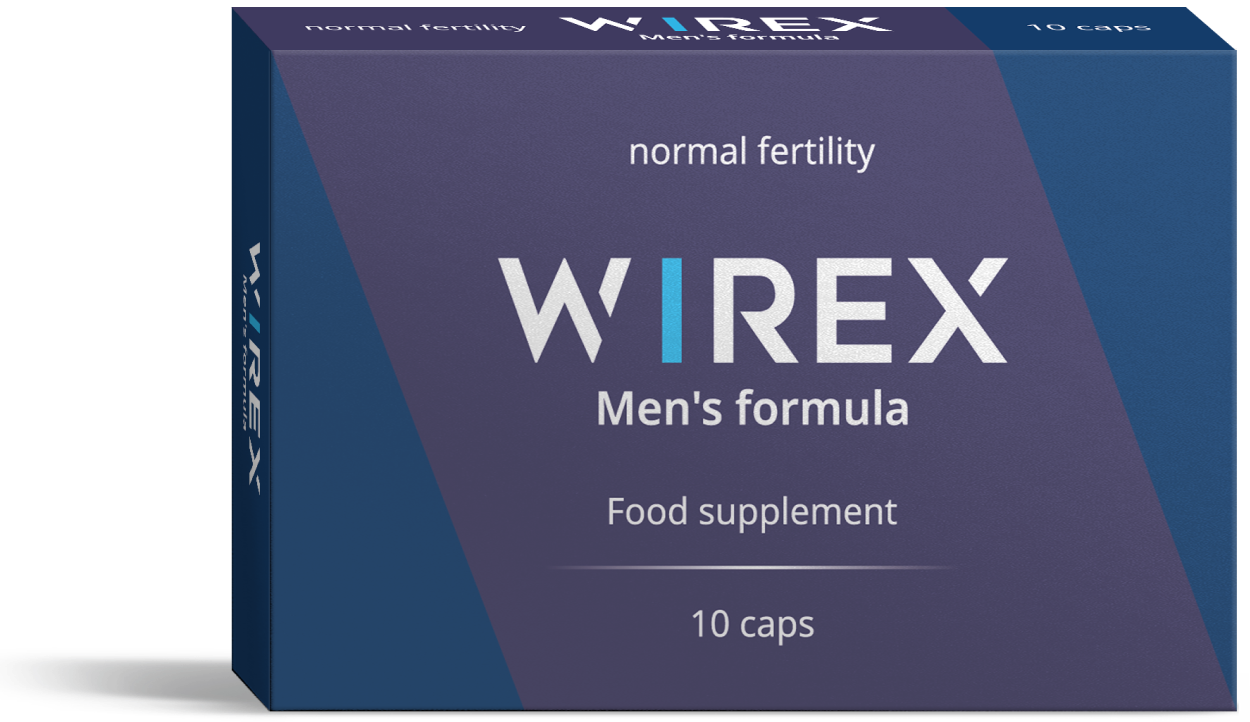 normal fertility
WIREX
Men's formula
10 caps
normal fertility
WIREX
Men's formula
Food supplement
10 caps
WIREX
Men's formula